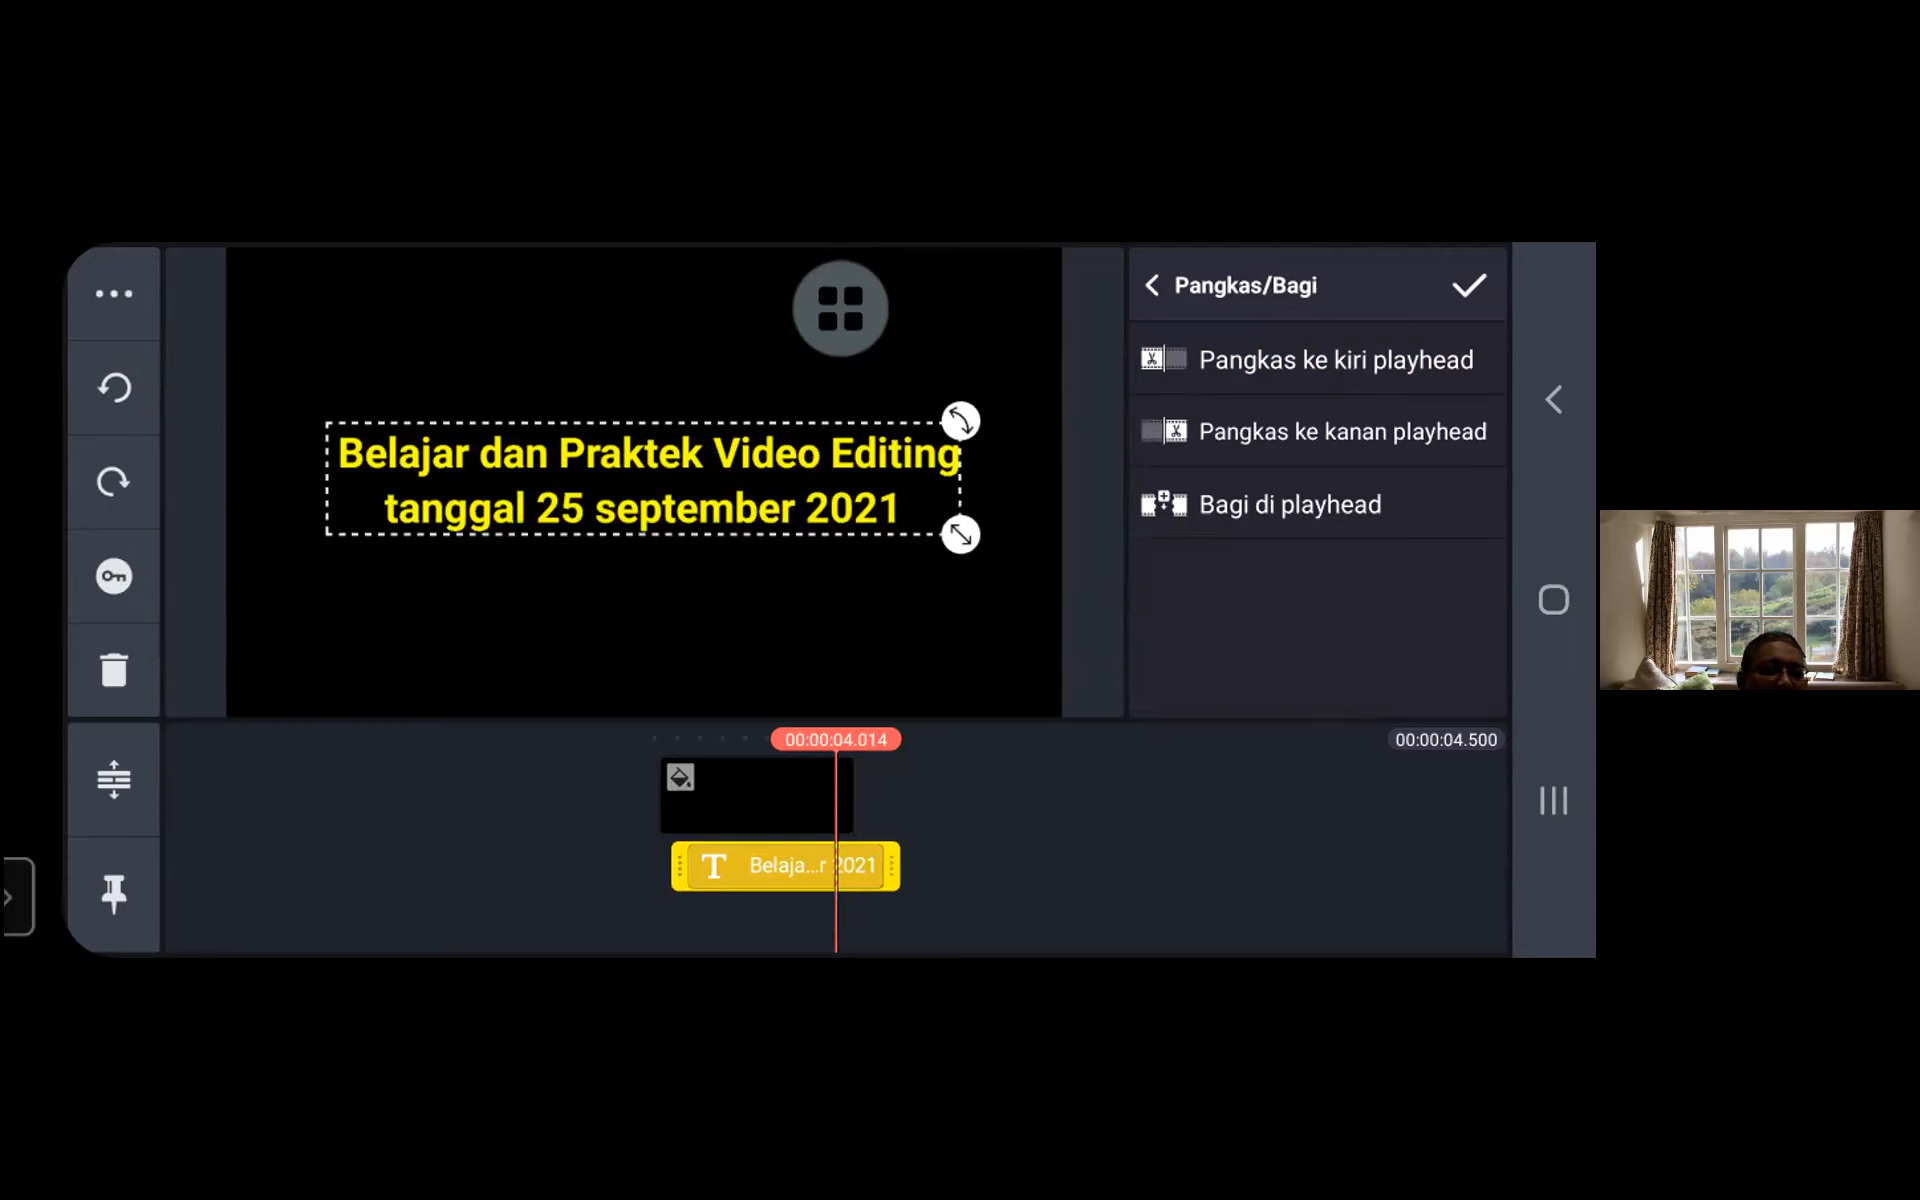 Pangkas/Bagi
Pangkas ke kiri playhead
Pangkas ke kanan playhead
Bagi di playhead
Belajar dan Praktek Video Editing
tanggal 25 september 2021
00:00:04.014
00:00:04.500
T Belaja...r 2021